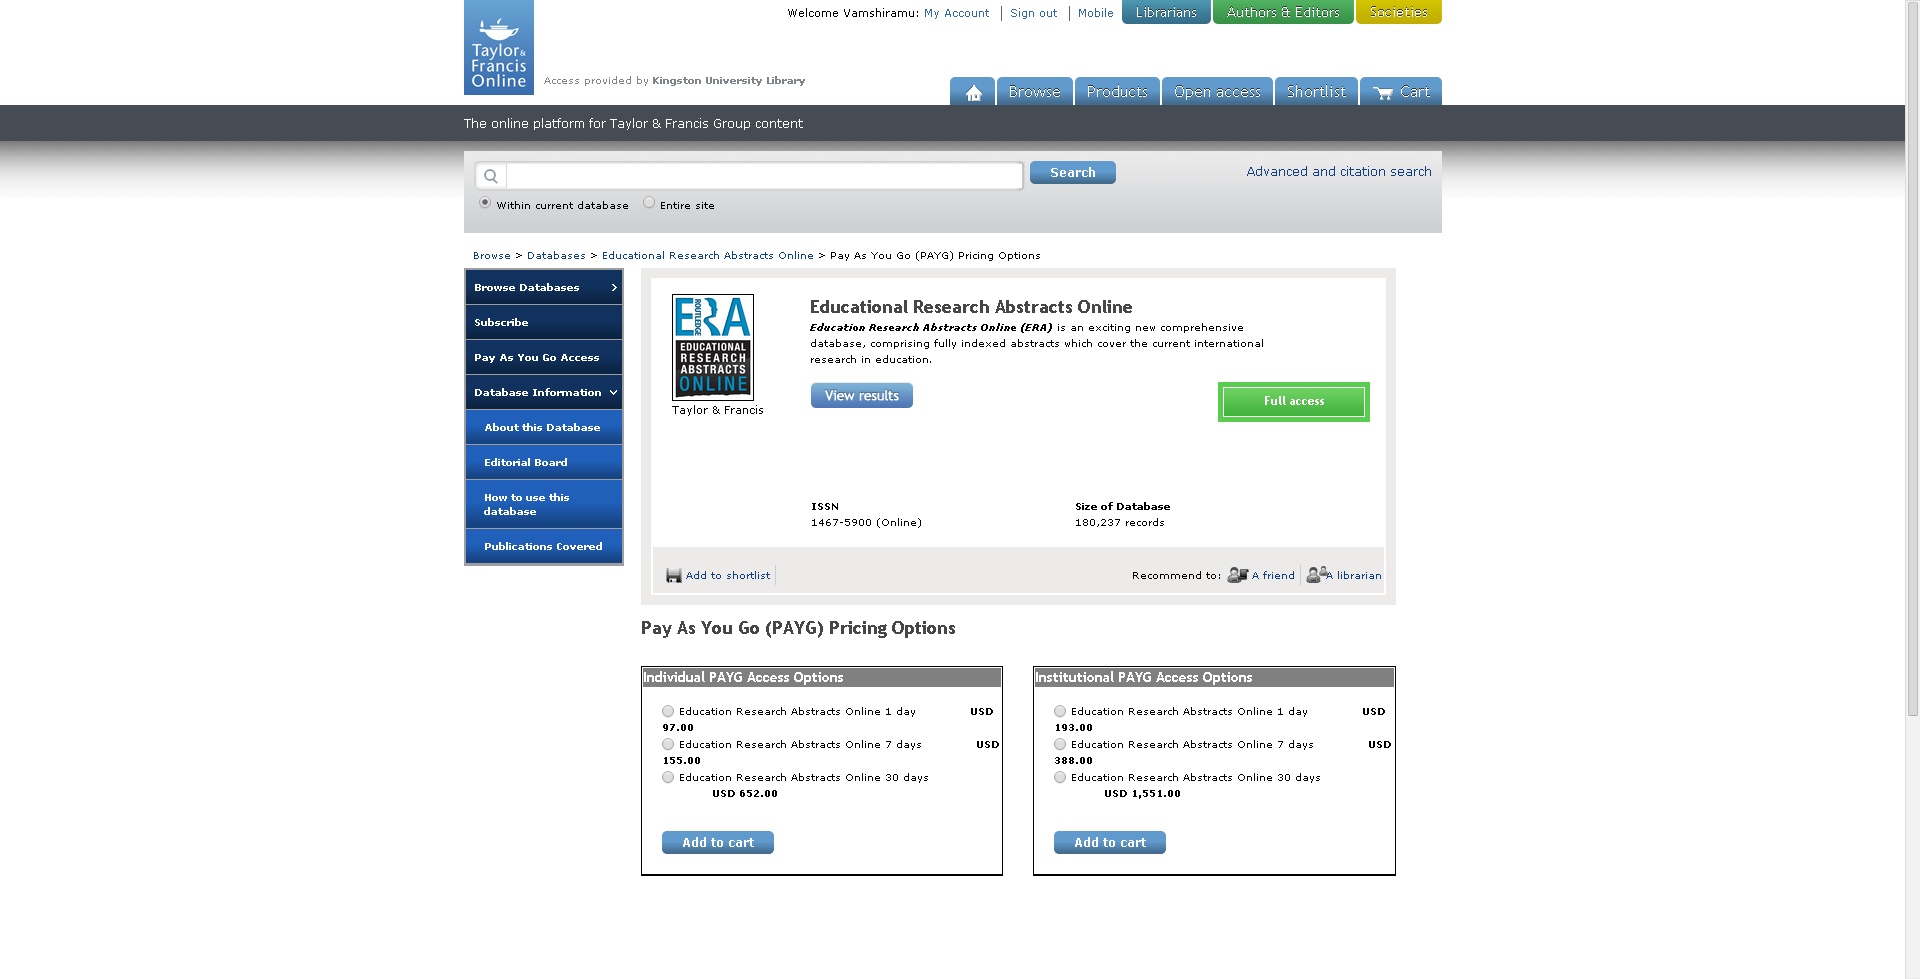 Welcome Vamshiramu: My Account | Sign out | Mobile
Librarians
Authors & Editors
Societies
Taylor &
Francis
Online
Access provided by Kingston University Library
Browse
Products
Open access
Shortlist
Cart
The online platform for Taylor & Francis Group content
Search
Advanced and citation search
Within current database
Entire site
Browse > Databases > Educational Research Abstracts Online > Pay As You Go (PAYG) Pricing Options
Browse Databases
Subscribe
Pay As You Go Access
Database Information
About this Database
Editorial Board
How to use this
database
Publications Covered
ERA
ROUTLEDGE
EDUCATIONAL
RESEARCH
ABSTRACTS
ONLINE
Taylor & Francis
Educational Research Abstracts Online
Education Research Abstracts Online (ERA) is an exciting new comprehensive
database, comprising fully indexed abstracts which cover the current international
research in education.
View results
Full access
ISSN
1467-5900 (Online)
Size of Database
180,237 records
Add to shortlist
Recommend to: A friend A librarian
Pay As You Go (PAYG) Pricing Options
Individual PAYG Access Options
Education Research Abstracts Online 1 day USD
97.00
Education Research Abstracts Online 7 days USD
155.00
Education Research Abstracts Online 30 days
USD 652.00
Add to cart
Institutional PAYG Access Options
Education Research Abstracts Online 1 day USD
193.00
Education Research Abstracts Online 7 days USD
388.00
Education Research Abstracts Online 30 days
USD 1,551.00
Add to cart